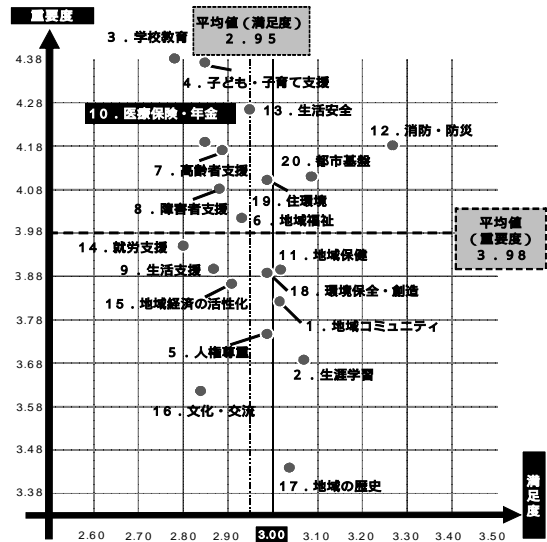 重要度
平均値（満足度）
２．９５
３．学校教育
4.38
４．子ども・子育て支援
4.28
10．医療保険・年金
13．生活安全
12．消防・防災
4.18
20．都市基盤
７．高齢者支援
4.08
19．住環境
８．障害者支援
６．地域福祉
3.98
平均値
（重要度）
３．９８
14．就労支援
11．地域保健
９．生活支援
3.88
18．環境保全・創造
15．地域経済の活性化
3.78
１．地域コミュニティ
５．人権尊重
3.68
２．生涯学習
3.58
16．文化・交流
3.48
17．地域の歴史
3.38
満足度
2.60 2.70 2.80 2.90 3.00 3.10 3.20 3.30 3.40 3.50